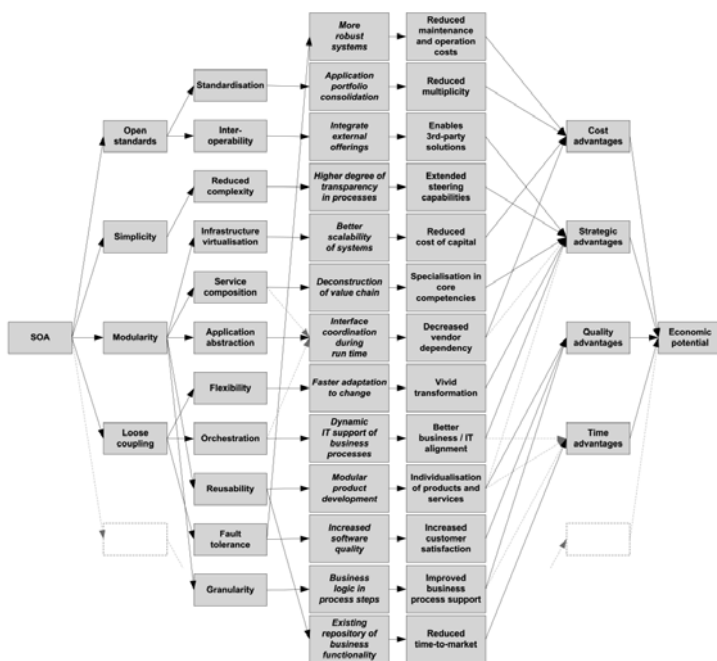 SOA
Open
standards
Simplicity
Modularity
Loose
coupling
Standardisation
Inter-
operability
Reduced
complexity
Infrastructure
virtualisation
Service
composition
Application
abstraction
Flexibility
Orchestration
Reusability
Fault
tolerance
Granularity
More
robust
systems
Application
portfolio
consolidation
Integrate
external
offerings
Higher degree of
transparency
in processes
Better
scalability
of systems
Deconstruction
of value chain
Interface
coordination
during
run time
Faster adaptation
to change
Dynamic
IT support of
business
processes
Modular
product
development
Increased
software
quality
Business
logic in
process steps
Existing
repository of
business
functionality
Reduced
maintenance
and operation
costs
Reduced
multiplicity
Enables
3rd-party
solutions
Extended
steering
capabilities
Reduced
cost of capital
Specialisation in
core
competencies
Decreased
vendor
dependency
Vivid
transformation
Better
business / IT
alignment
Individualisation
of products and
services
Increased
customer
satisfaction
Improved
business
process support
Reduced
time-to-market
Cost
advantages
Strategic
advantages
Quality
advantages
Time
advantages
Economic
potential